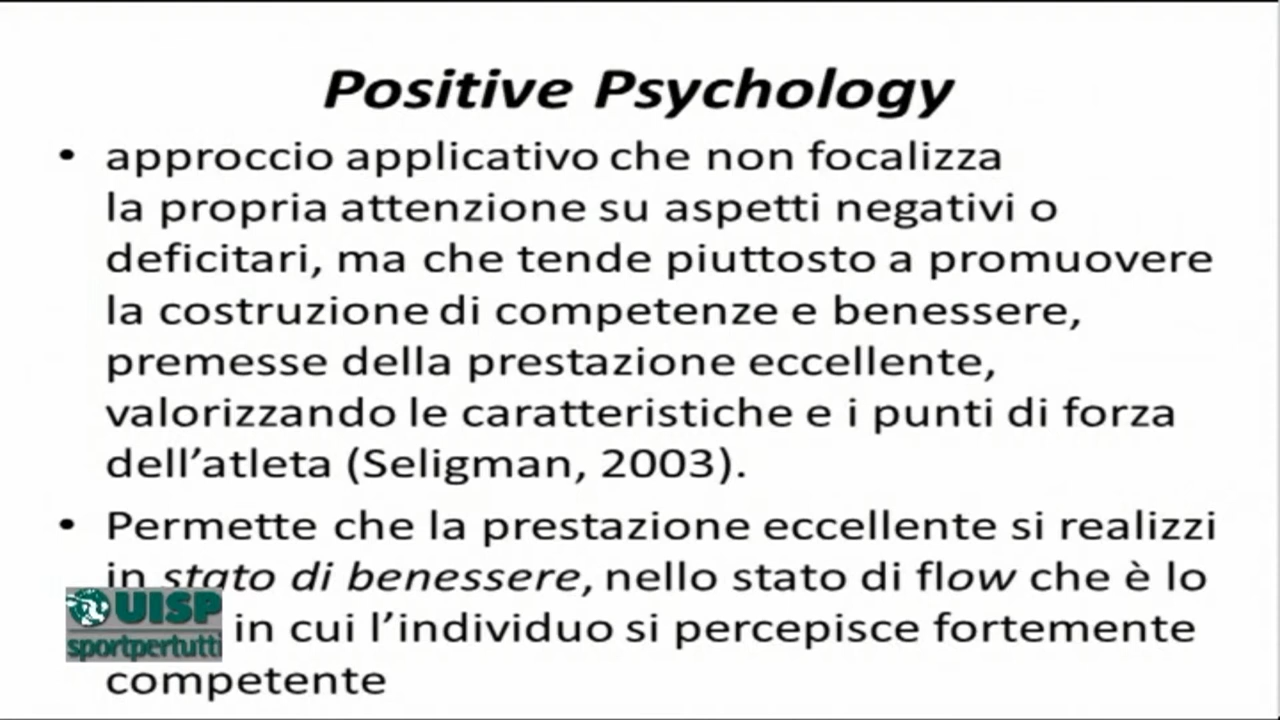 Positive Psychology
• approccio applicativo che non focalizza
la propria attenzione su aspetti negativi o
deficitari, ma che tende piuttosto a promuovere
la costruzione di competenze e benessere,
premesse della prestazione eccellente,
valorizzando le caratteristiche e i punti di forza
dell’atleta (Seligman, 2003).
• Permette che la prestazione eccellente si realizzi
in stato di benessere, nello stato di flow che è lo
in cui l’individuo si percepisce fortemente
competente
UISP
sportpertutti